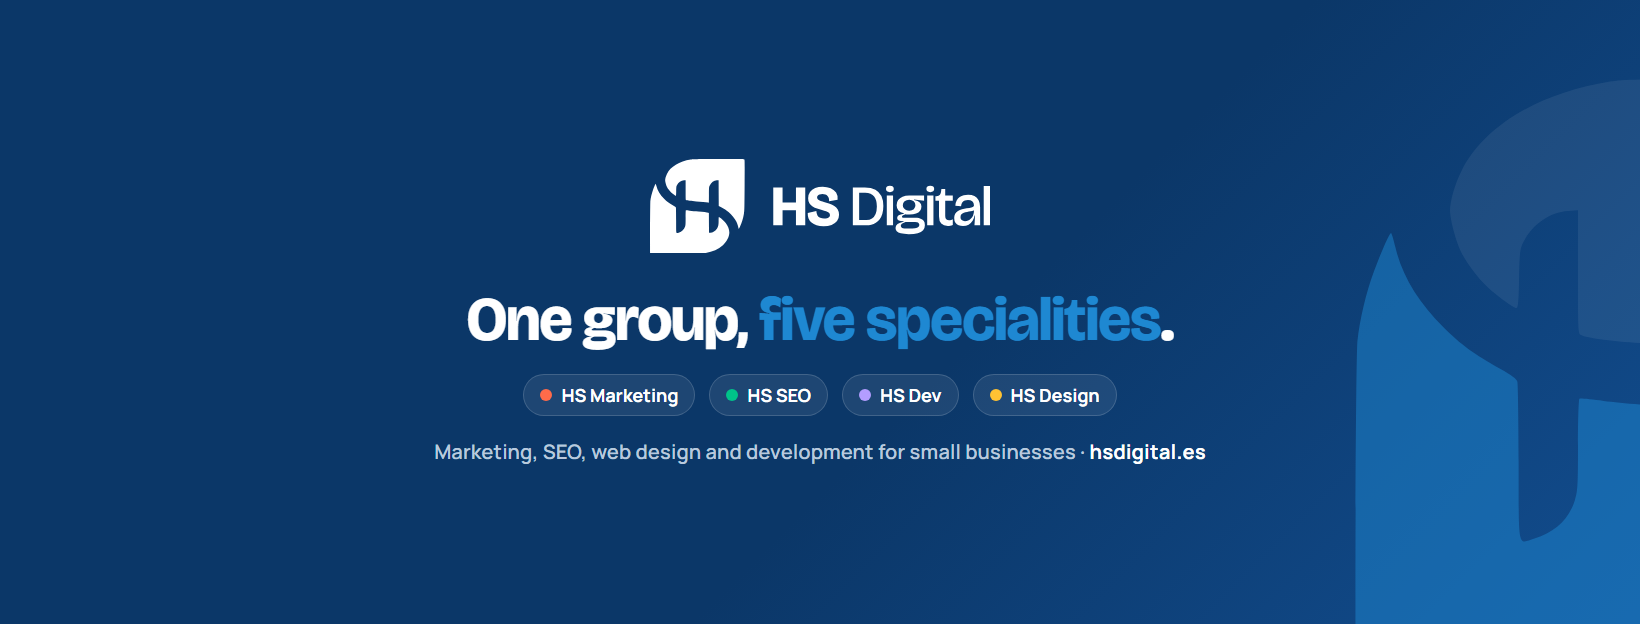 HS Digital
One group, five specialities.
HS Marketing HS SEO HS Dev HS Design
Marketing, SEO, web design and development for small businesses · hsdigital.es